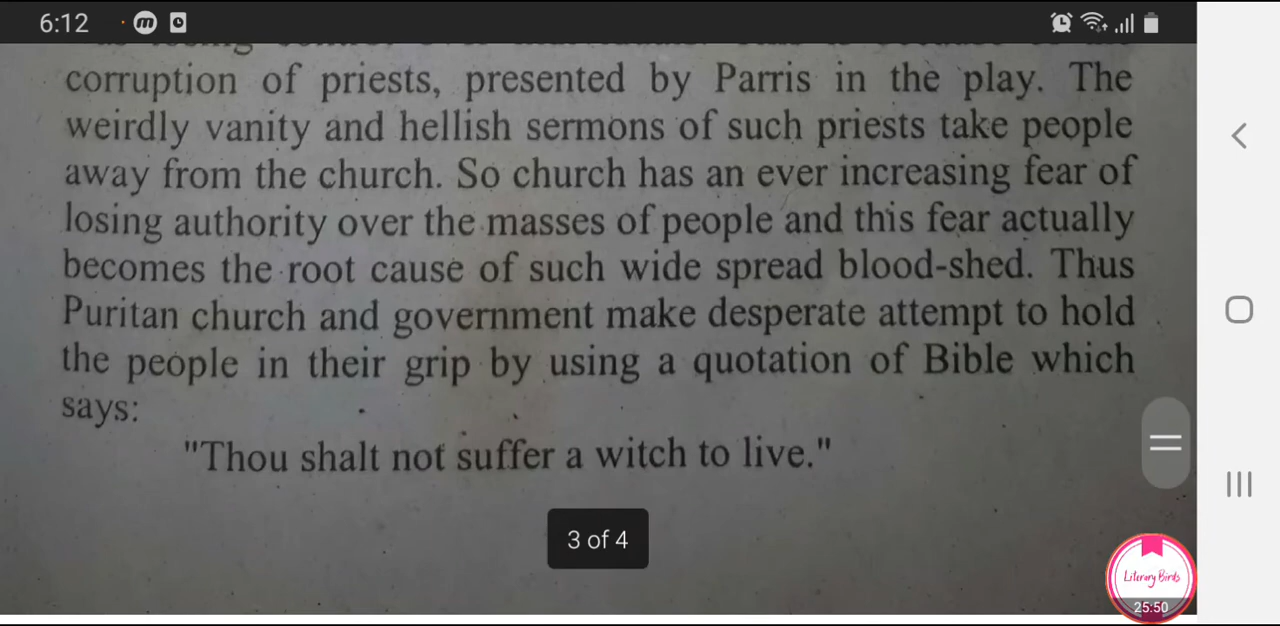 6:12
corruption of priests, presented by Parris in the play. The
weirdly vanity and hellish sermons of such priests take people
away from the church. So church has an ever increasing fear of
losing authority over the masses of people and this fear actually
becomes the root cause of such wide spread blood-shed. Thus
Puritan church and government make desperate attempt to hold
the people in their grip by using a quotation of Bible which
says:
"Thou shalt not suffer a witch to live."
3 of 4
Literary Birds
25:50